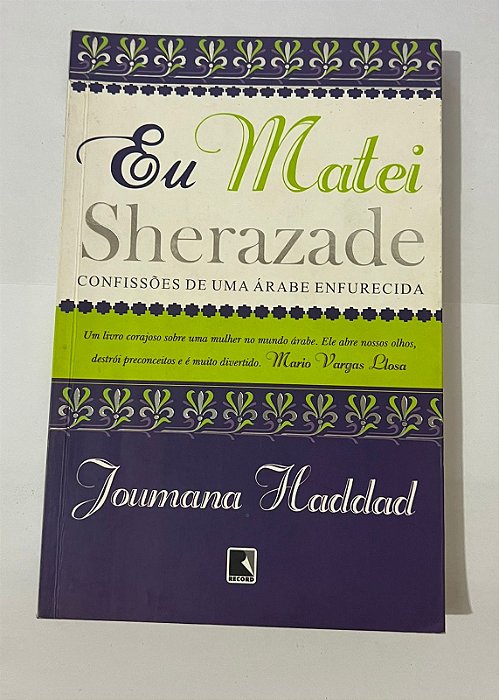 Eu Matei
Sherazade
CONFISSÕES DE UMA ÁRABE ENFURECIDA
Um livro corajoso sobre uma mulher no mundo árabe. Ele abre nossos olhos,
destrói preconceitos e é muito divertido. Mario Vargas Llosa
Joumana Haddad
R
RECORD